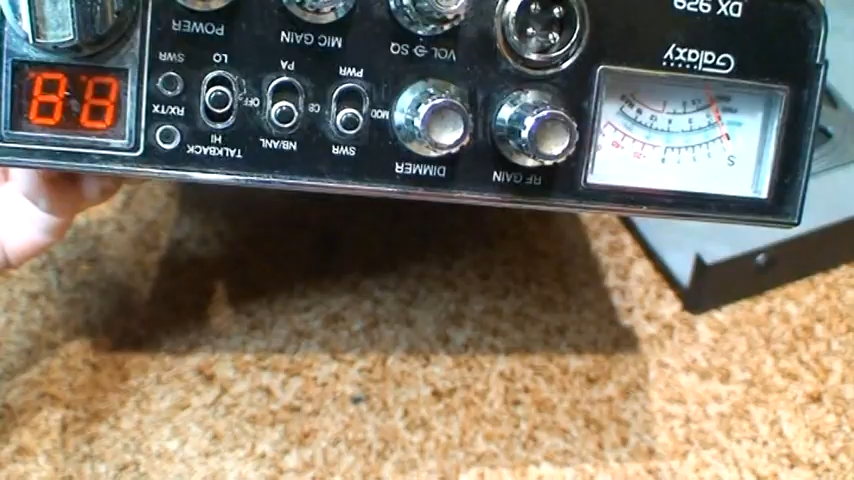 Galaxy
DX 929
RF GAIN
DIMMER
SWR
NB/ANL
TALKBACK
HI
MOD
CB
OFF
RX/TX
PWR
PA
LO
SWR
VOL SQ
MIC GAIN
POWER
88
S